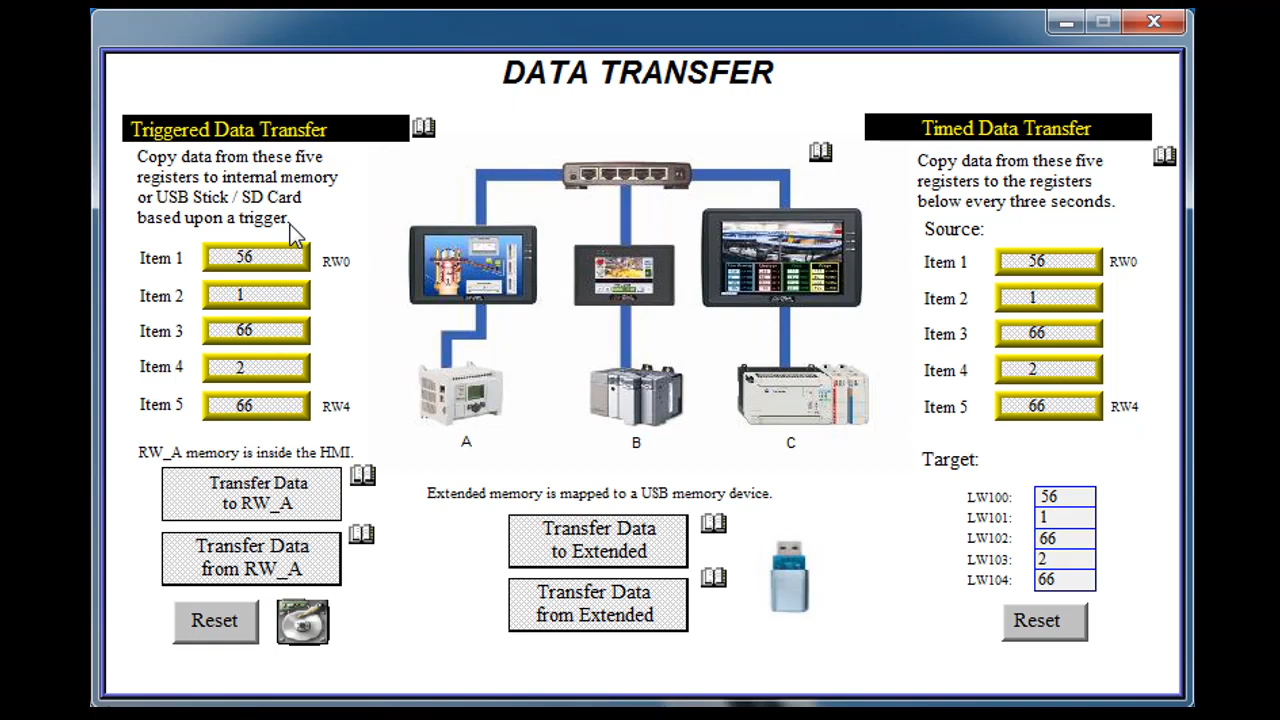 DATA TRANSFER
Triggered Data Transfer
Copy data from these five
registers to internal memory
or USB Stick / SD Card
based upon a trigger.
Item 1 56 RW0
Item 2 1
Item 3 66
Item 4 2
Item 5 66 RW4
RW_A memory is inside the HMI.
Transfer Data
to RW_A
Transfer Data
from RW_A
Reset
A B C
Extended memory is mapped to a USB memory device.
Transfer Data
to Extended
Transfer Data
from Extended
Timed Data Transfer
Copy data from these five
registers to the registers
below every three seconds.
Source:
Item 1 56 RW0
Item 2 1
Item 3 66
Item 4 2
Item 5 66 RW4
Target:
LW100: 56
LW101: 1
LW102: 66
LW103: 2
LW104: 66
Reset